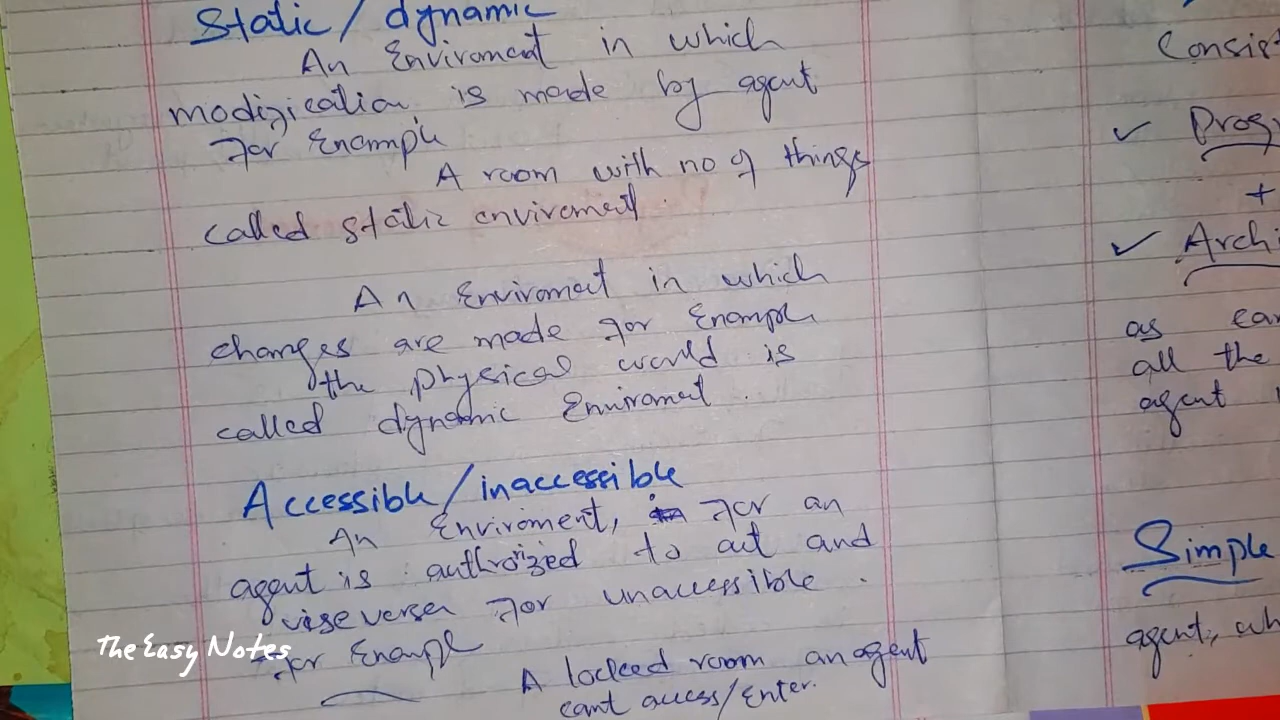 Static / dynamic
An Enviroment in which
modification is made by agent
For Example
A room with no of things
called static enviroment.
An Enviroment in which
changes are made for Example
the physical world is
called dynamic Enviroment.
Accessible / inaccessible
An Enviroment, for an
agent is authorized to act and
vise versa for unaccessible.
For Example
A locked room an agent
cant access/Enter.
The Easy Notes
Consis
✓ Prog
+
✓ Archi
as
all the
agent
Simple
agent, wh